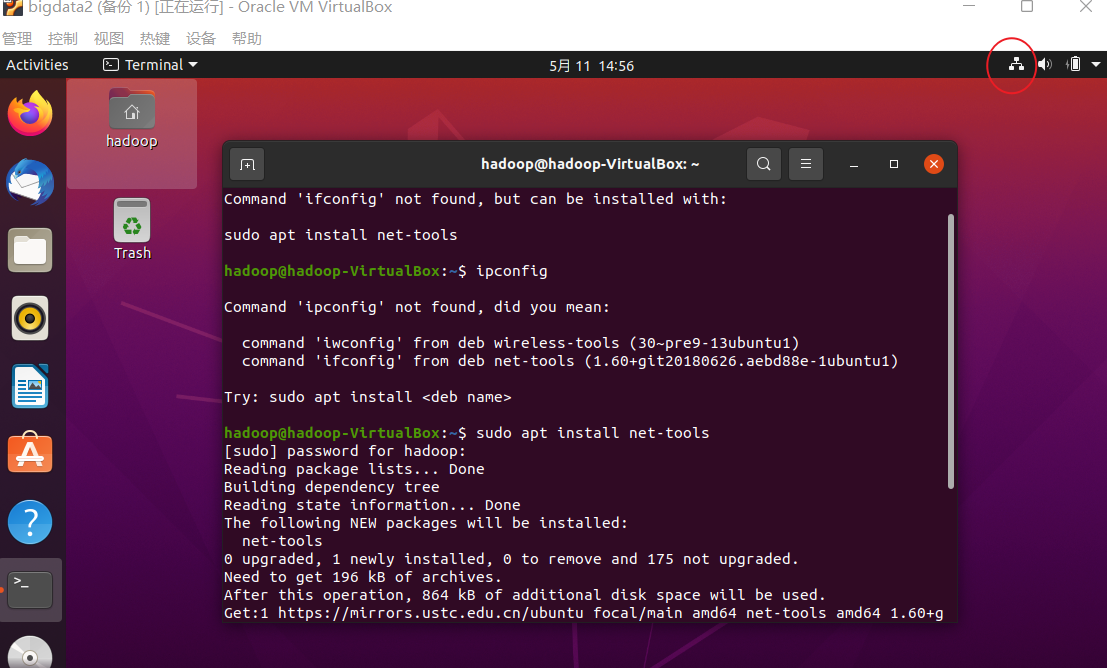 bigdata2 (备份 1) [正在运行] - Oracle VM VirtualBox
管理 控制 视图 热键 设备 帮助
Activities Terminal 5月 11 14:56
hadoop
Trash
hadoop@hadoop-VirtualBox: ~
Command 'ifconfig' not found, but can be installed with:
sudo apt install net-tools
hadoop@hadoop-VirtualBox:~$ ipconfig
Command 'ipconfig' not found, did you mean:
command 'iwconfig' from deb wireless-tools (30~pre9-13ubuntu1)
command 'ifconfig' from deb net-tools (1.60+git20180626.aebd88e-1ubuntu1)
Try: sudo apt install <deb name>
hadoop@hadoop-VirtualBox:~$ sudo apt install net-tools
[sudo] password for hadoop:
Reading package lists... Done
Building dependency tree
Reading state information... Done
The following NEW packages will be installed:
net-tools
0 upgraded, 1 newly installed, 0 to remove and 175 not upgraded.
Need to get 196 kB of archives.
After this operation, 864 kB of additional disk space will be used.
Get:1 https://mirrors.ustc.edu.cn/ubuntu focal/main amd64 net-tools amd64 1.60+g